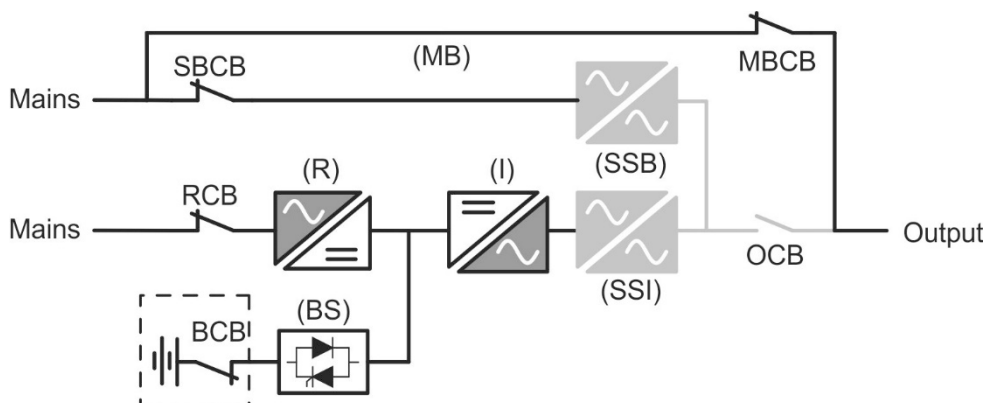 (MB)
MBCB
SBCB
Mains
(SSB)
(R)
(I)
RCB
Mains
Output
OCB
(SSI)
(BS)
BCB